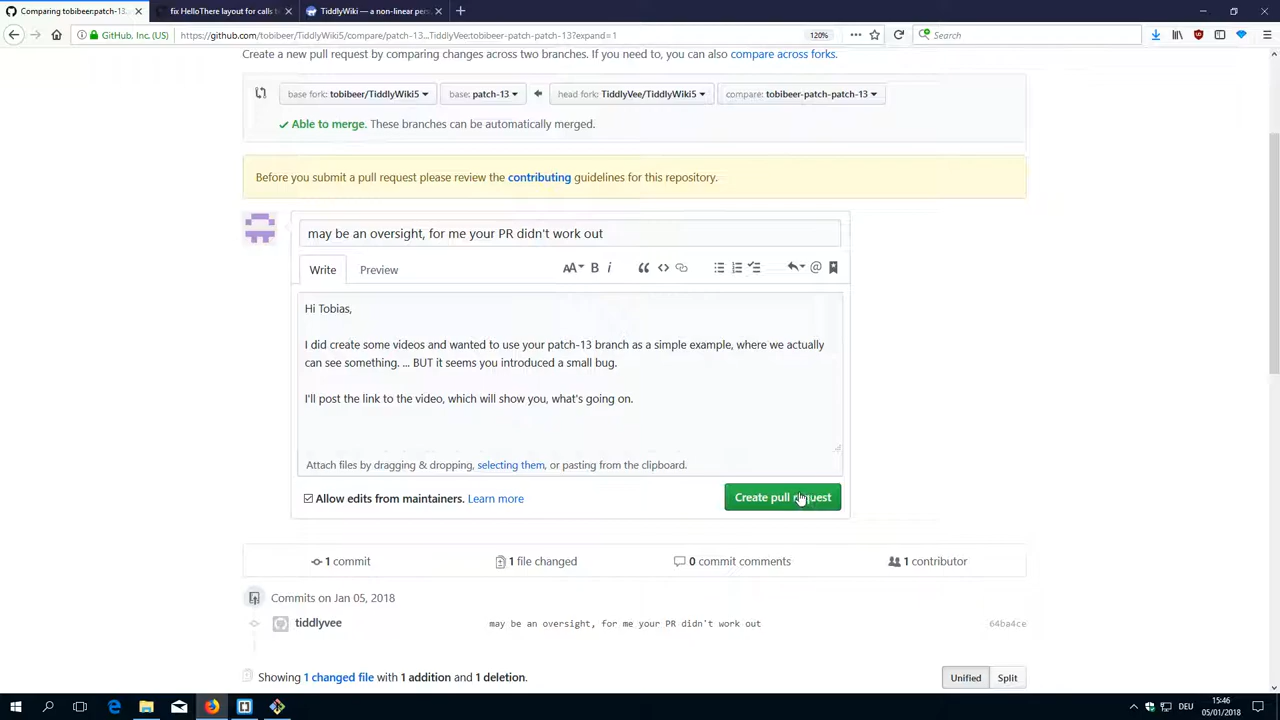 Comparing tobibeer:patch-13...
fix HelloThere layout for calls t
TiddlyWiki — a non-linear pers
GitHub, Inc. (US)
https://github.com/tobibeer/TiddlyWiki5/compare/patch-13...TiddlyVee:tobibeer-patch-patch-13?expand=1
120%
Search
Create a new pull request by comparing changes across two branches. If you need to, you can also compare across forks.
base fork: tobibeer/TiddlyWiki5
base: patch-13
head fork: TiddlyVee/TiddlyWiki5
compare: tobibeer-patch-patch-13
Able to merge. These branches can be automatically merged.
Before you submit a pull request please review the contributing guidelines for this repository.
may be an oversight, for me your PR didn't work out
Write
Preview
AA B i
Hi Tobias,
I did create some videos and wanted to use your patch-13 branch as a simple example, where we actually
can see something. ... BUT it seems you introduced a small bug.
I'll post the link to the video, which will show you, what's going on.
Attach files by dragging & dropping, selecting them, or pasting from the clipboard.
Allow edits from maintainers. Learn more
Create pull request
1 commit
1 file changed
0 commit comments
1 contributor
Commits on Jan 05, 2018
tiddlyvee
may be an oversight, for me your PR didn't work out
64ba4ce
Showing 1 changed file with 1 addition and 1 deletion.
Unified
Split
DEU
15:46
05/01/2018